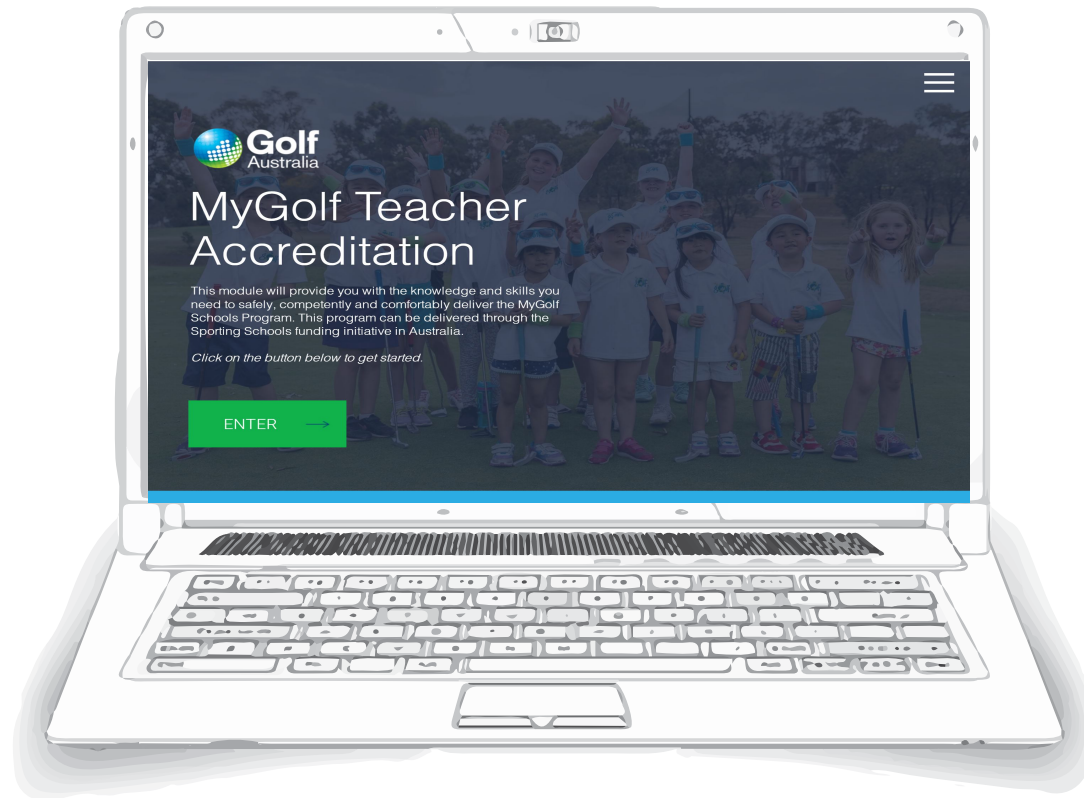 Golf
Australia
MyGolf Teacher
Accreditation
This module will provide you with the knowledge and skills you
need to safely, competently and comfortably deliver the MyGolf
Schools Program. This program can be delivered through the
Sporting Schools funding initiative in Australia.
Click on the button below to get started.
ENTER